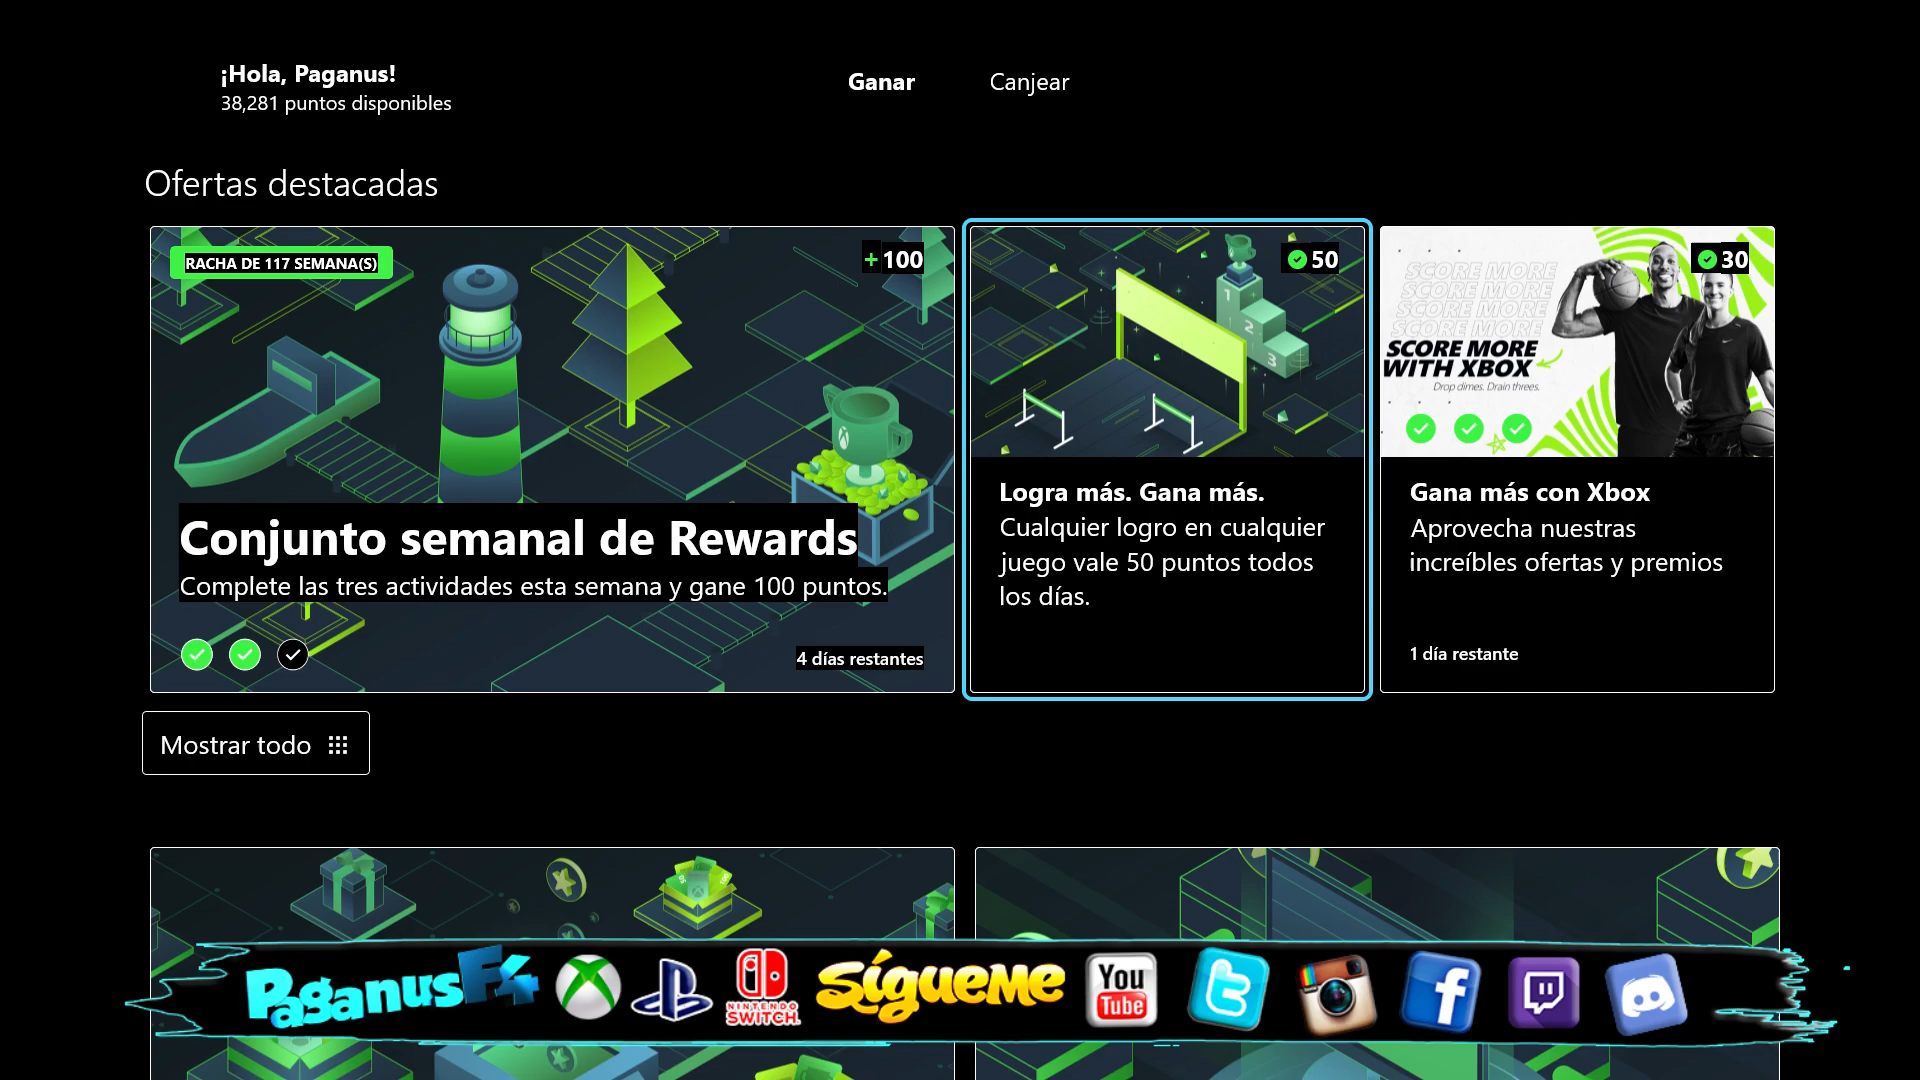 ¡Hola, Paganus!
38,281 puntos disponibles
Ganar
Canjear
Ofertas destacadas
RACHA DE 117 SEMANA(S)
+100
Conjunto semanal de Rewards
Complete las tres actividades esta semana y gane 100 puntos.
4 días restantes
1
2
3
50
Logra más. Gana más.
Cualquier logro en cualquier
juego vale 50 puntos todos
los días.
30
SCORE MORE
SCORE MORE
SCORE MORE
SCORE MORE
SCORE MORE
WITH XBOX
Drop dimes. Drain threes.
Gana más con Xbox
Aprovecha nuestras
increíbles ofertas y premios
1 día restante
Mostrar todo
PaganusF4
NINTENDO
SWITCH
SÍGUEME
You
Tube